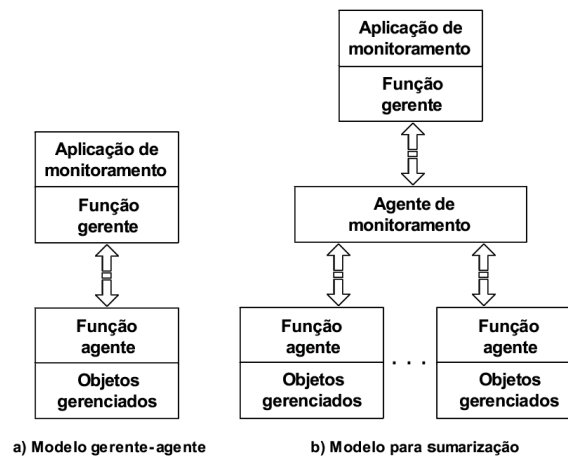 Aplicação de
monitoramento
Função
gerente
Função
agente
Objetos
gerenciados
a) Modelo gerente-agente
Aplicação de
monitoramento
Função
gerente
Agente de
monitoramento
Função
agente
Objetos
gerenciados
. . .
Função
agente
Objetos
gerenciados
b) Modelo para sumarização